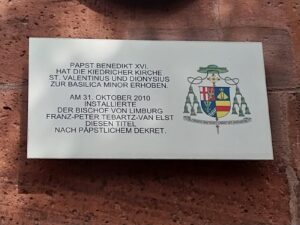 PAPST BENEDIKT XVI.
HAT DIE KIEDRICHER KIRCHE
ST. VALENTINUS UND DIONYSIUS
ZUR BASILICA MINOR ERHOBEN.
AM 31. OKTOBER 2010
INSTALLIERTE
DER BISCHOF VON LIMBURG
FRANZ-PETER TEBARTZ-VAN ELST
DIESEN TITEL
NACH PÄPSTLICHEM DEKRET.